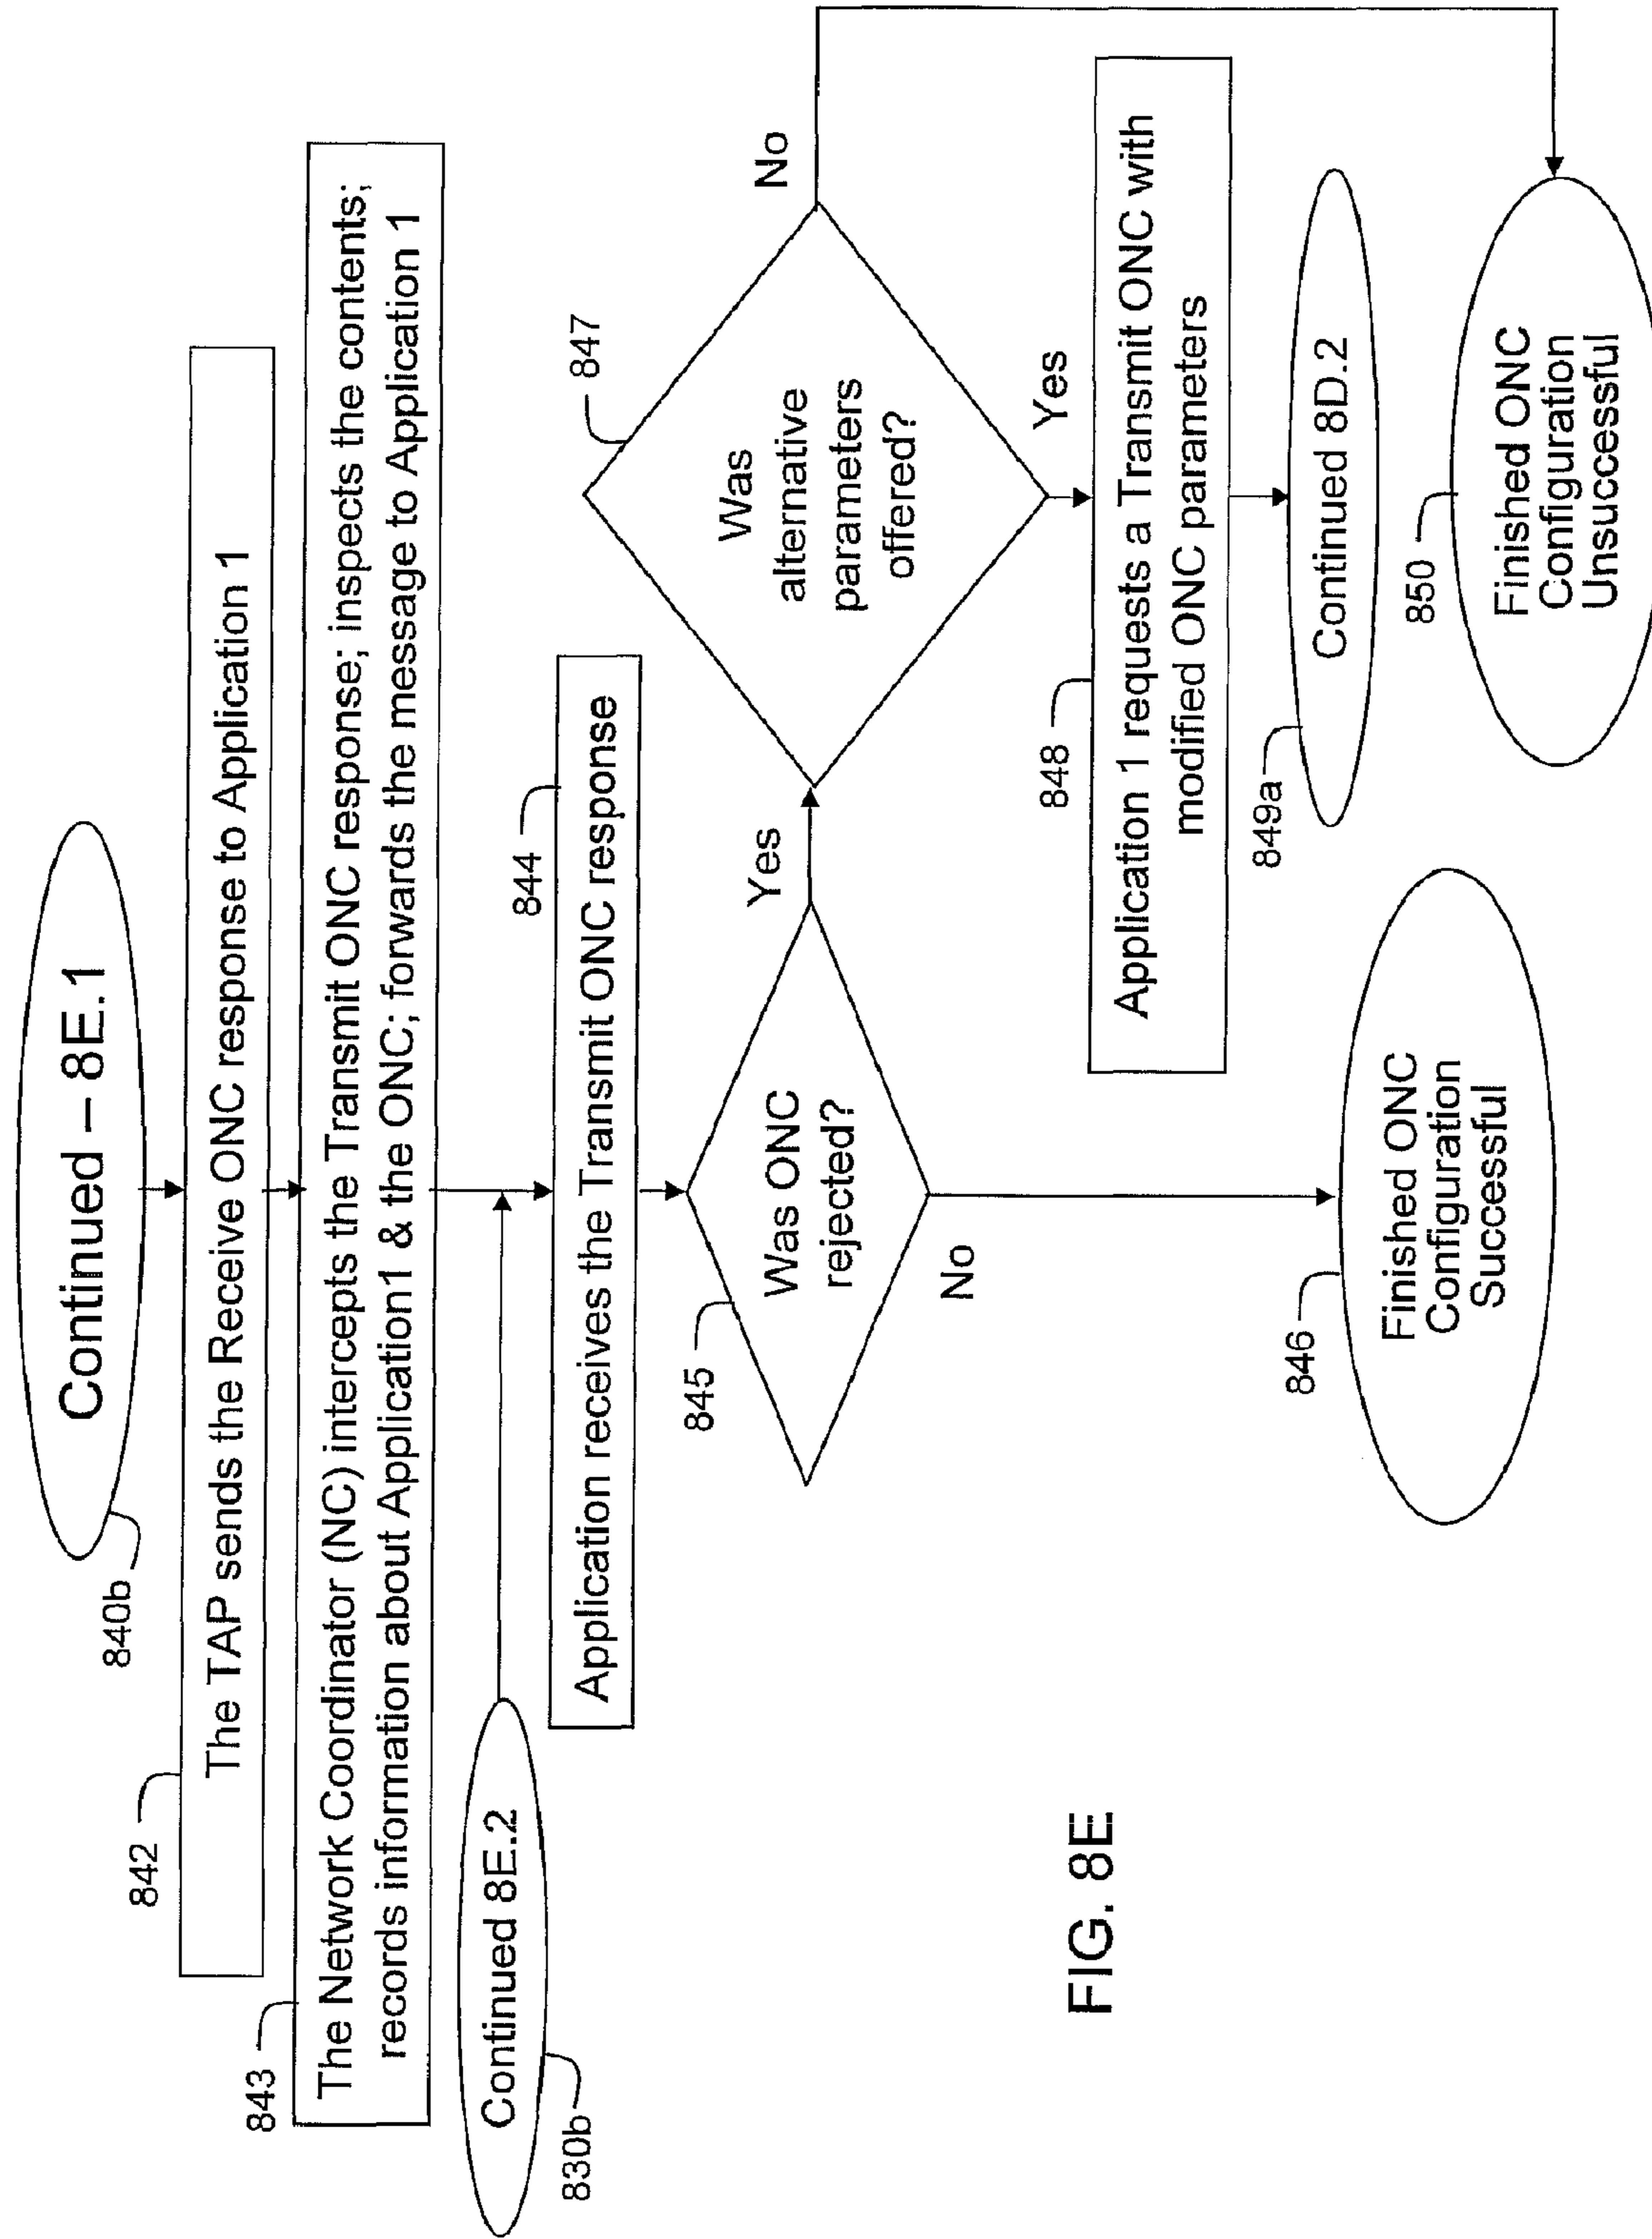 Continued – 8E.1
840b
842
The TAP sends the Receive ONC response to Application 1
843
The Network Coordinator (NC) intercepts the Transmit ONC response; inspects the contents;
records information about Application1 & the ONC; forwards the message to Application 1
Continued 8E.2
830b
844
Application receives the Transmit ONC response
845
Was ONC
rejected?
Yes
No
847
Was
alternative
parameters
offered?
No
Yes
848
Application 1 requests a Transmit ONC with
modified ONC parameters
849a
Continued 8D.2
846
Finished ONC
Configuration
Successful
850
Finished ONC
Configuration
Unsuccessful
FIG. 8E